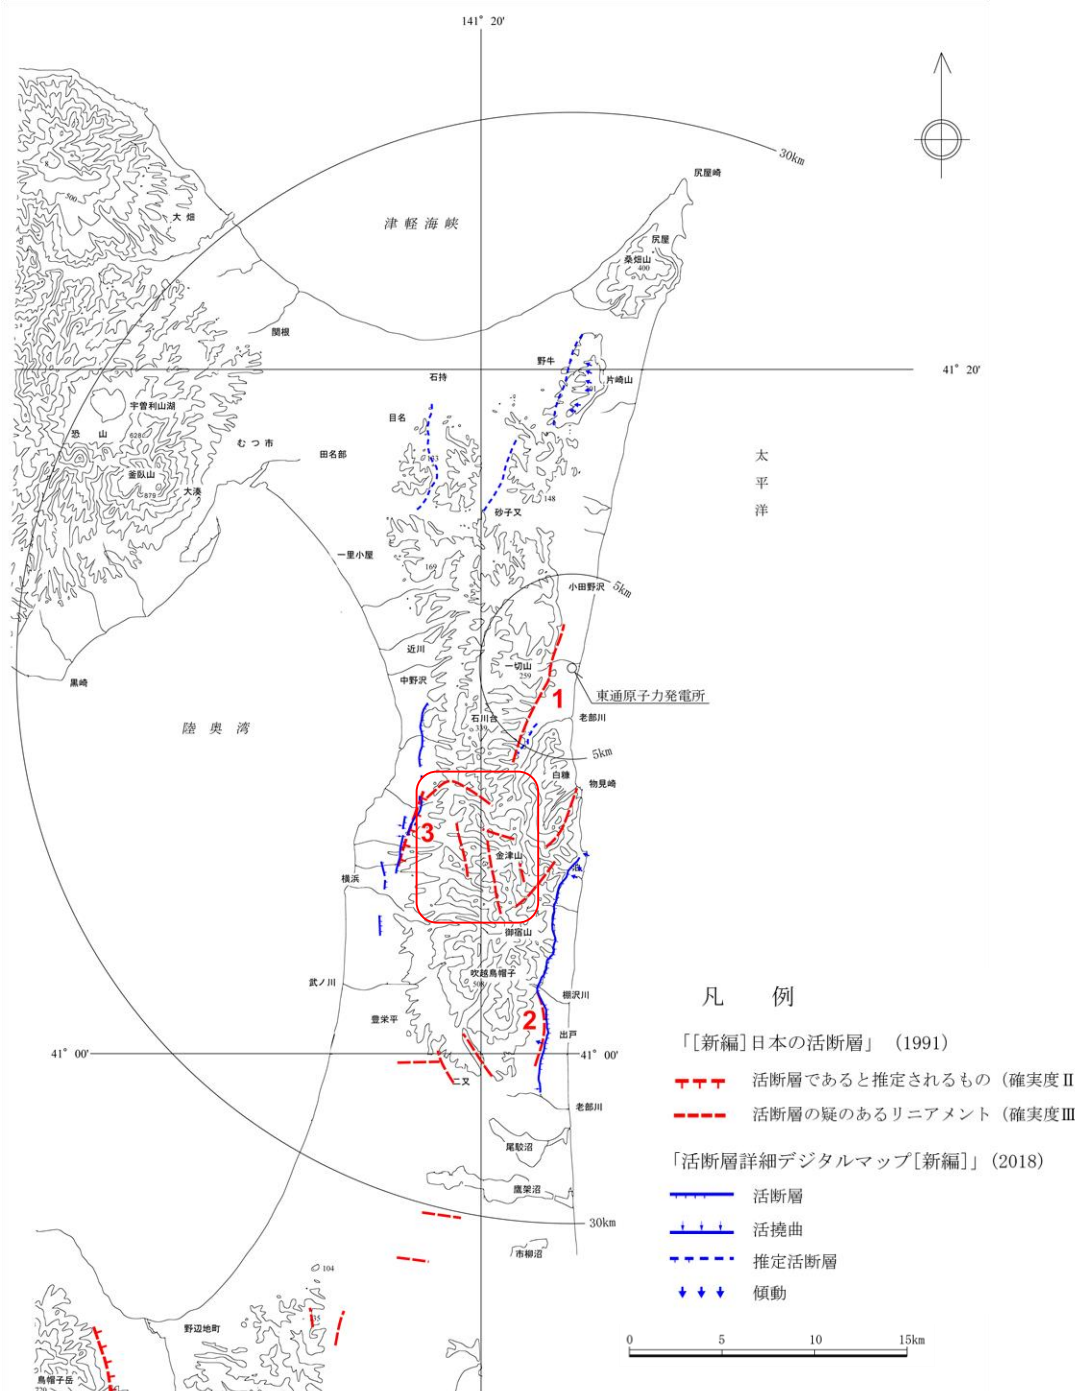 141° 20′
30km
尻屋崎
大畑
津軽海峡
尻屋
桑畑山
400
500
関根
野牛
41° 20′
石持
片崎山
宇曽利山湖
目名
恐山
628
むつ市
田名部
太平洋
釜臥山
879
大湊
148
砂子又
一里小屋
169
小田野沢
5km
近川
一切山
259
中野沢
黒崎
東通原子力発電所
1
石川台
老部川
陸奥湾
5km
白糠
物見崎
3
金津山
横浜
御宿山
吹越烏帽子
508
武ノ川
棚沢川
豊栄平
2
出戸
41° 00′
41° 00′
二又
老部川
尾駮沼
鷹架沼
30km
市柳沼
104
野辺地町
烏帽子岳
720
凡例
「[新編]日本の活断層」（1991）
活断層であると推定されるもの（確実度Ⅱ
活断層の疑のあるリニアメント（確実度Ⅲ
「活断層詳細デジタルマップ[新編]」(2018)
活断層
活撓曲
推定活断層
傾動
0 5 10 15km